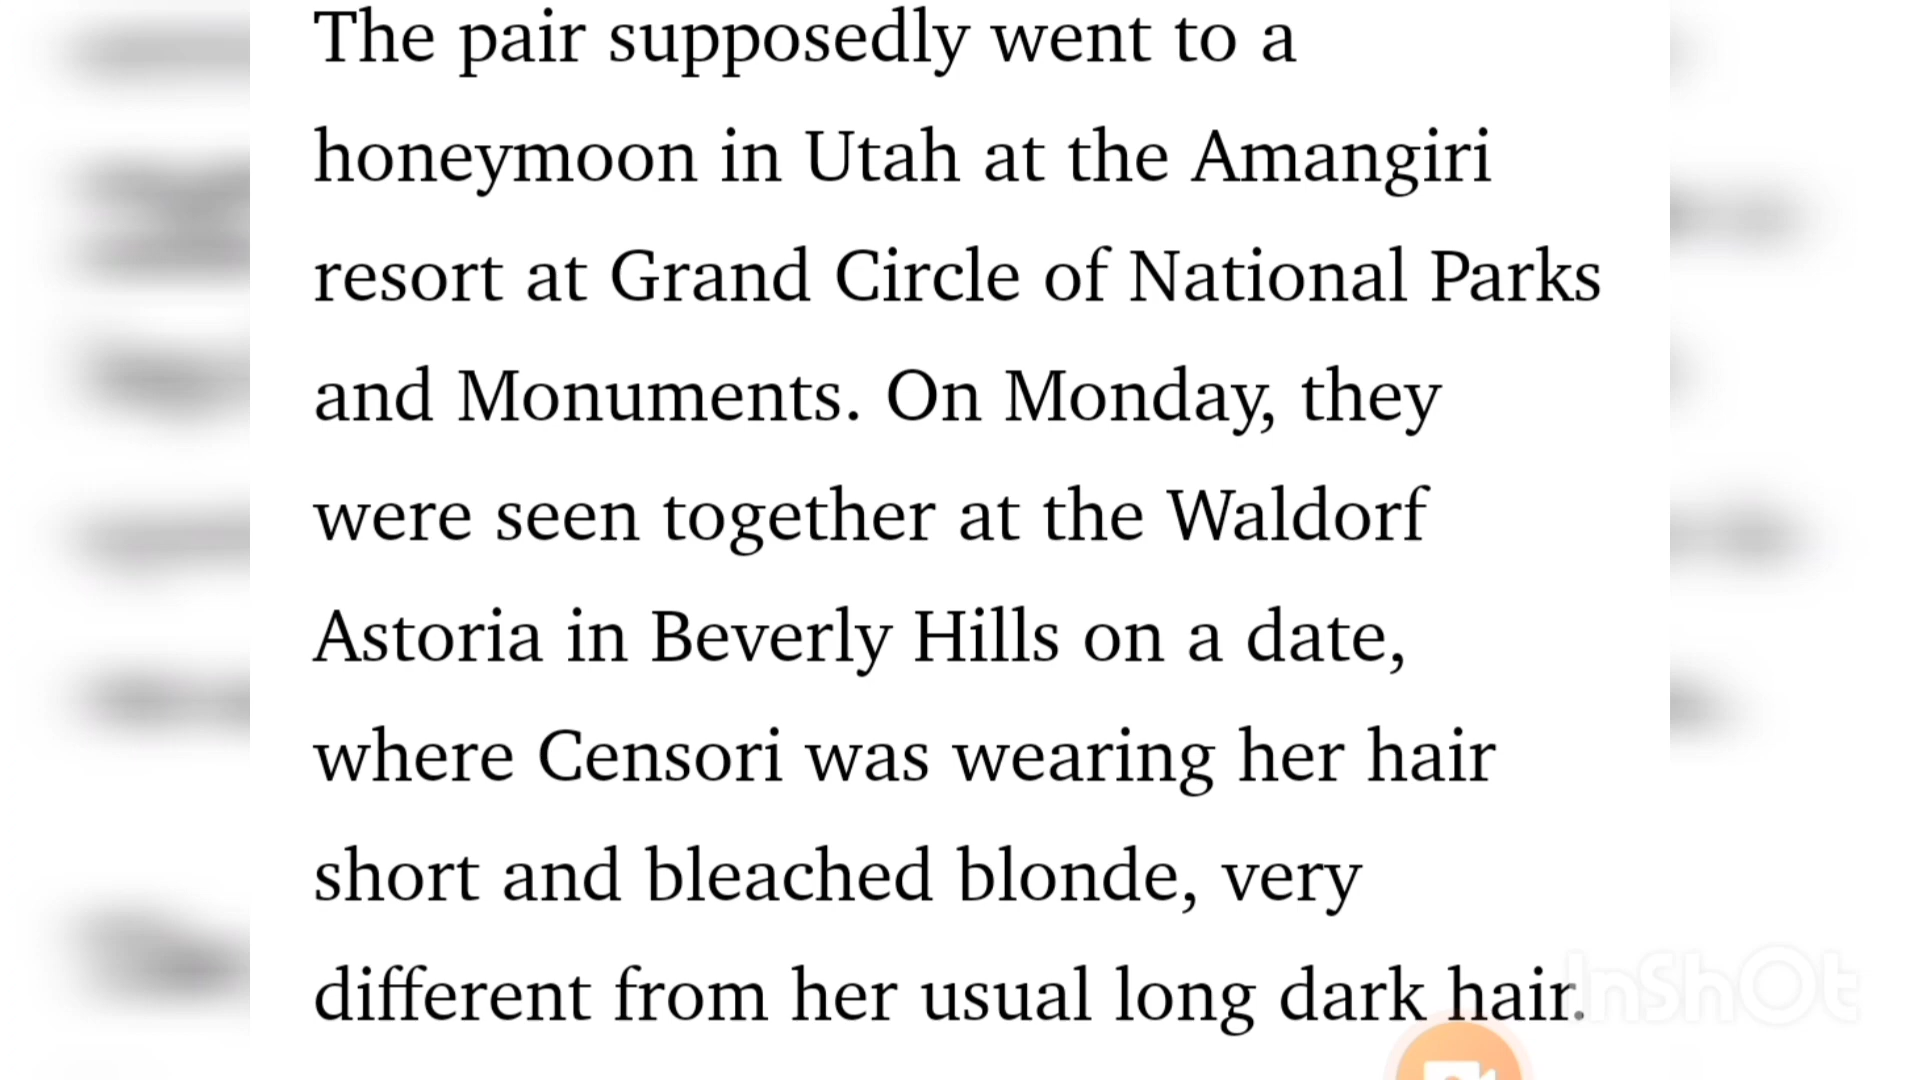 The pair supposedly went to a
honeymoon in Utah at the Amangiri
resort at Grand Circle of National Parks
and Monuments. On Monday, they
were seen together at the Waldorf
Astoria in Beverly Hills on a date,
where Censori was wearing her hair
short and bleached blonde, very
different from her usual long dark hair.
InShOt